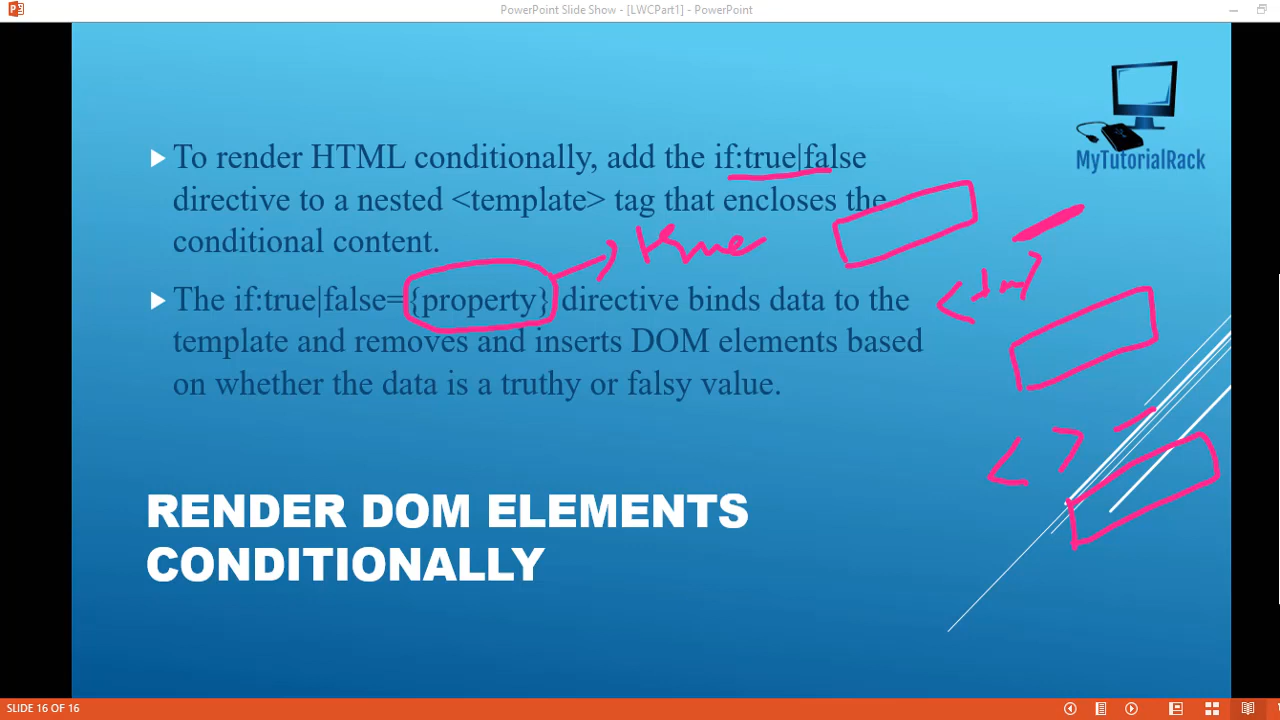 PowerPoint Slide Show - [LWCPart1] - PowerPoint
MyTutorialRack
To render HTML conditionally, add the if:true|false
directive to a nested <template> tag that encloses the
conditional content.
true
The if:true|false={property} directive binds data to the
template and removes and inserts DOM elements based
on whether the data is a truthy or falsy value.
< >
RENDER DOM ELEMENTS
CONDITIONALLY
SLIDE 16 OF 16